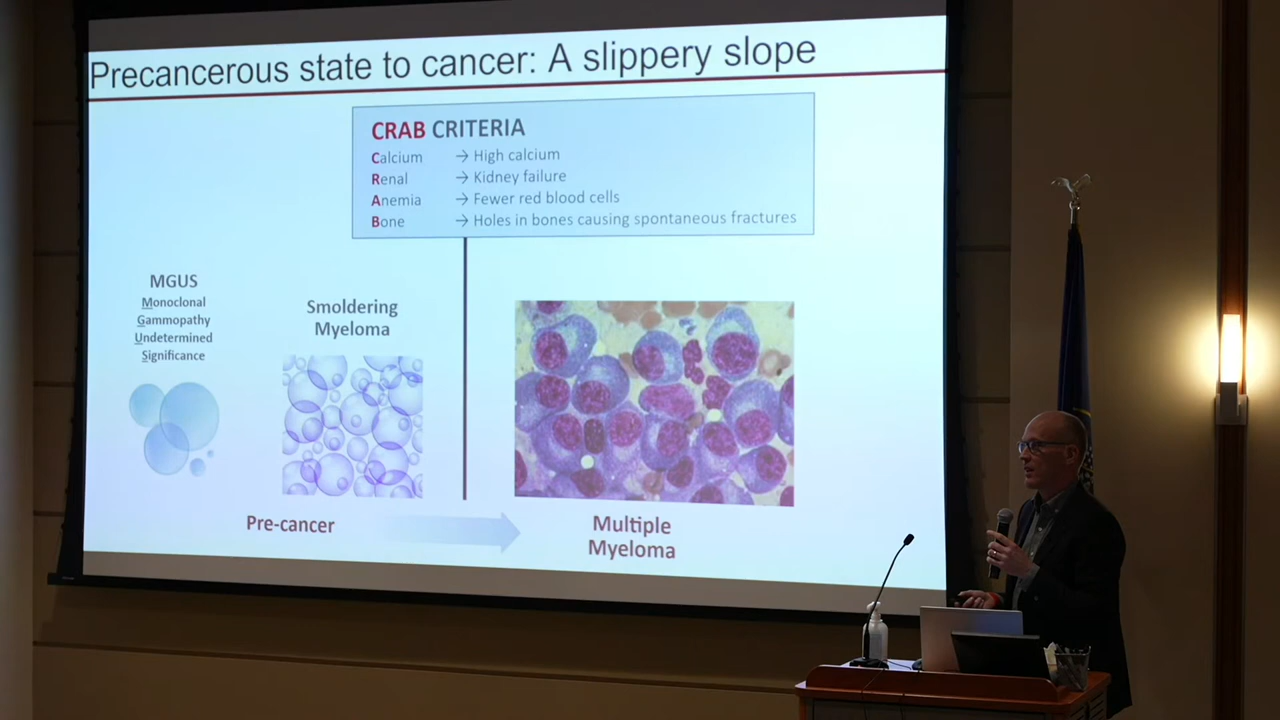 Precancerous state to cancer: A slippery slope
CRAB CRITERIA
Calcium → High calcium
Renal → Kidney failure
Anemia → Fewer red blood cells
Bone → Holes in bones causing spontaneous fractures
MGUS
Monoclonal
Gammopathy
Undetermined
Significance
Smoldering
Myeloma
Pre-cancer
Multiple
Myeloma